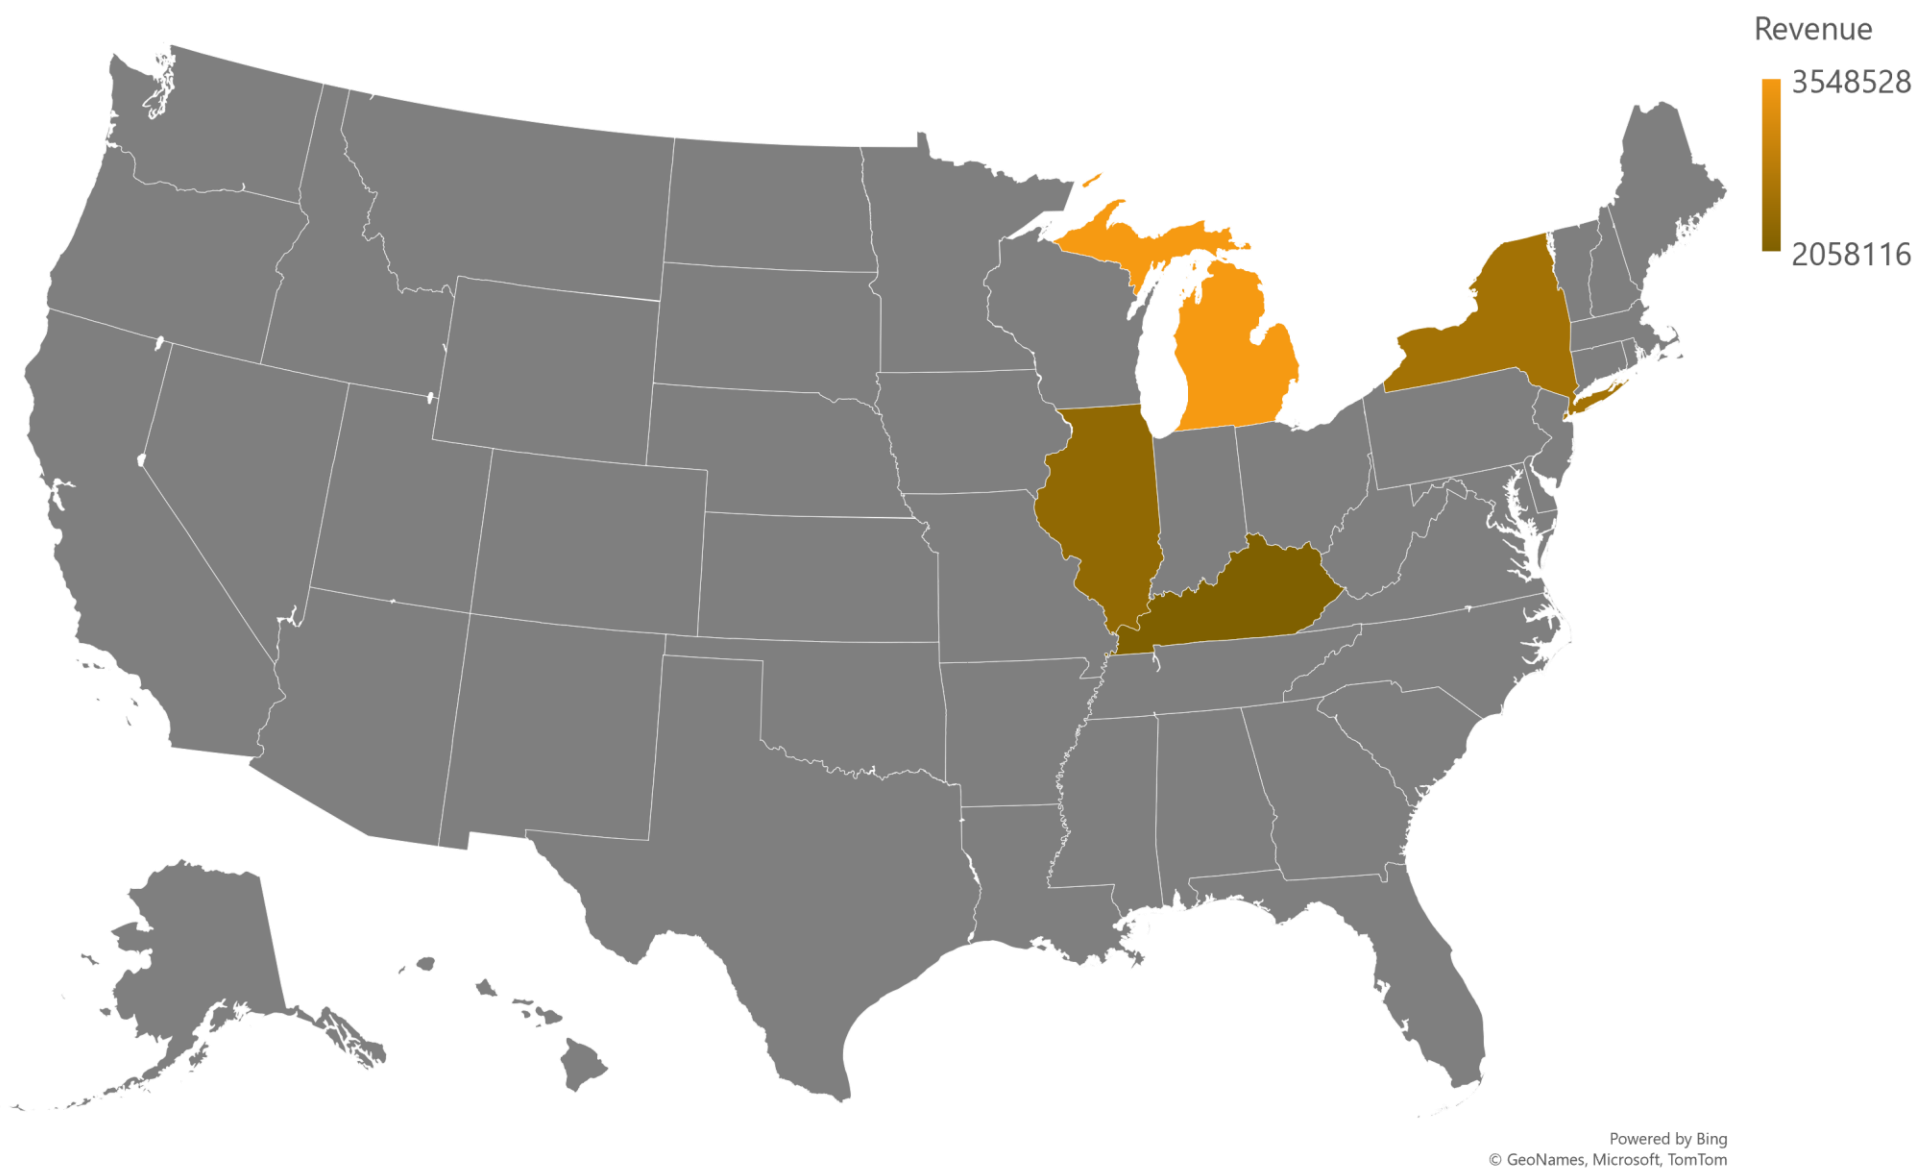 Revenue
3548528
2058116
Powered by Bing
© GeoNames, Microsoft, TomTom